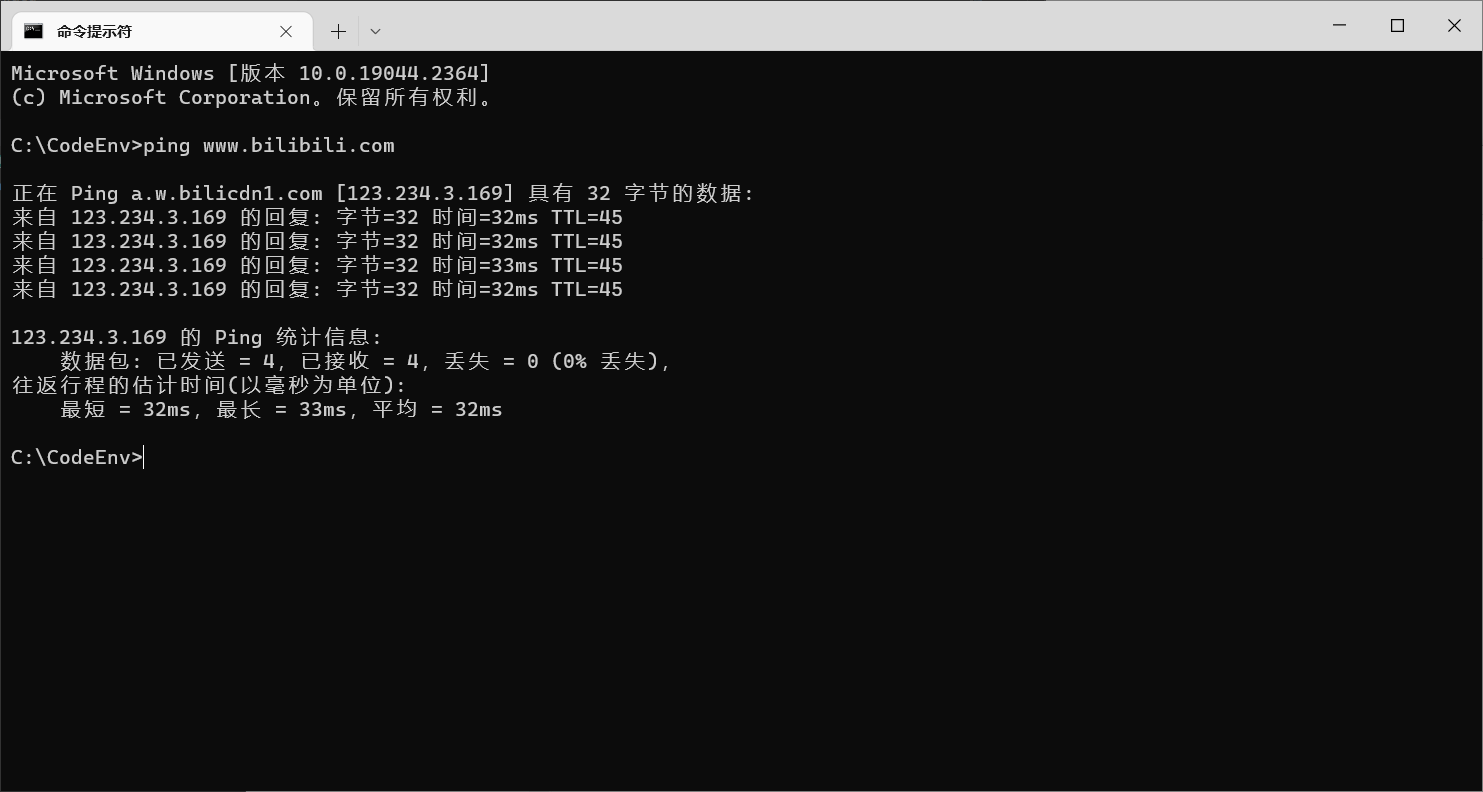 命令提示符
Microsoft Windows [版本 10.0.19044.2364]
(c) Microsoft Corporation。保留所有权利。
C:\CodeEnv>ping www.bilibili.com
正在 Ping a.w.bilicdn1.com [123.234.3.169] 具有 32 字节的数据:
来自 123.234.3.169 的回复: 字节=32 时间=32ms TTL=45
来自 123.234.3.169 的回复: 字节=32 时间=32ms TTL=45
来自 123.234.3.169 的回复: 字节=32 时间=33ms TTL=45
来自 123.234.3.169 的回复: 字节=32 时间=32ms TTL=45
123.234.3.169 的 Ping 统计信息:
    数据包: 已发送 = 4，已接收 = 4，丢失 = 0 (0% 丢失)，
往返行程的估计时间(以毫秒为单位):
    最短 = 32ms，最长 = 33ms，平均 = 32ms
C:\CodeEnv>